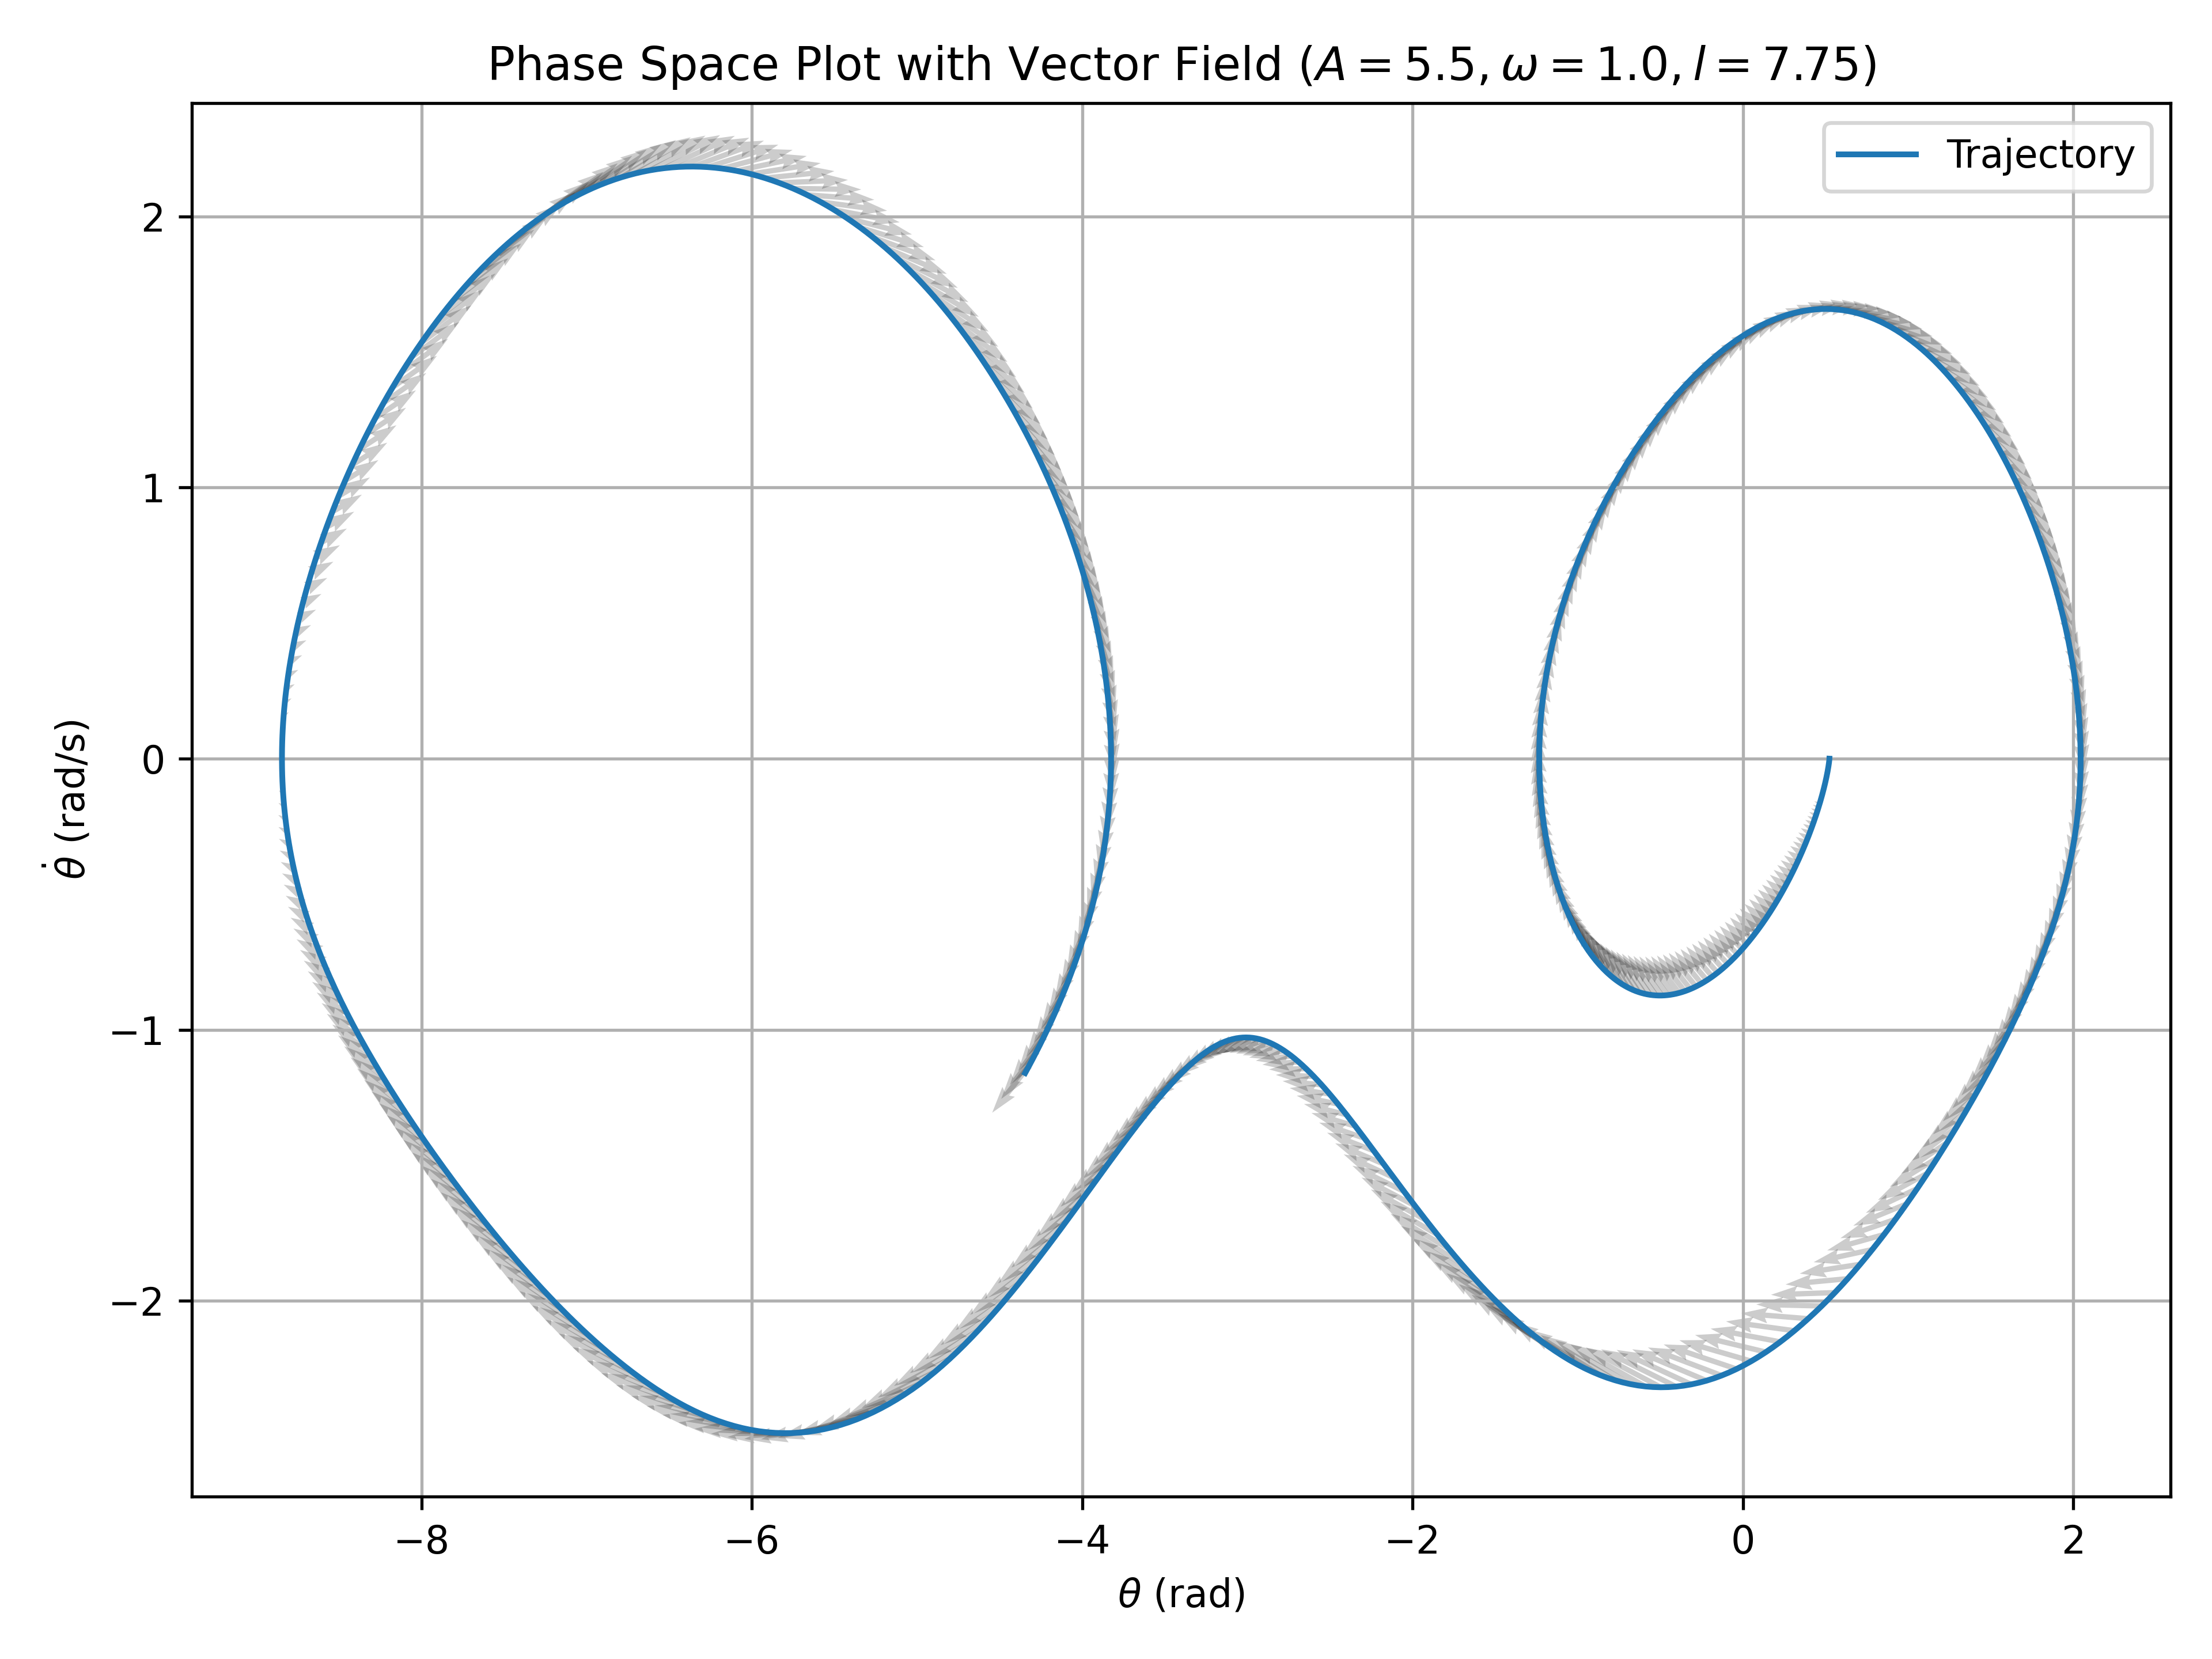 Phase Space Plot with Vector Field (A = 5.5, ω = 1.0, l = 7.75)
Trajectory
2
1
0
−1
−2
θ̇ (rad/s)
−8 −6 −4 −2 0 2
θ (rad)